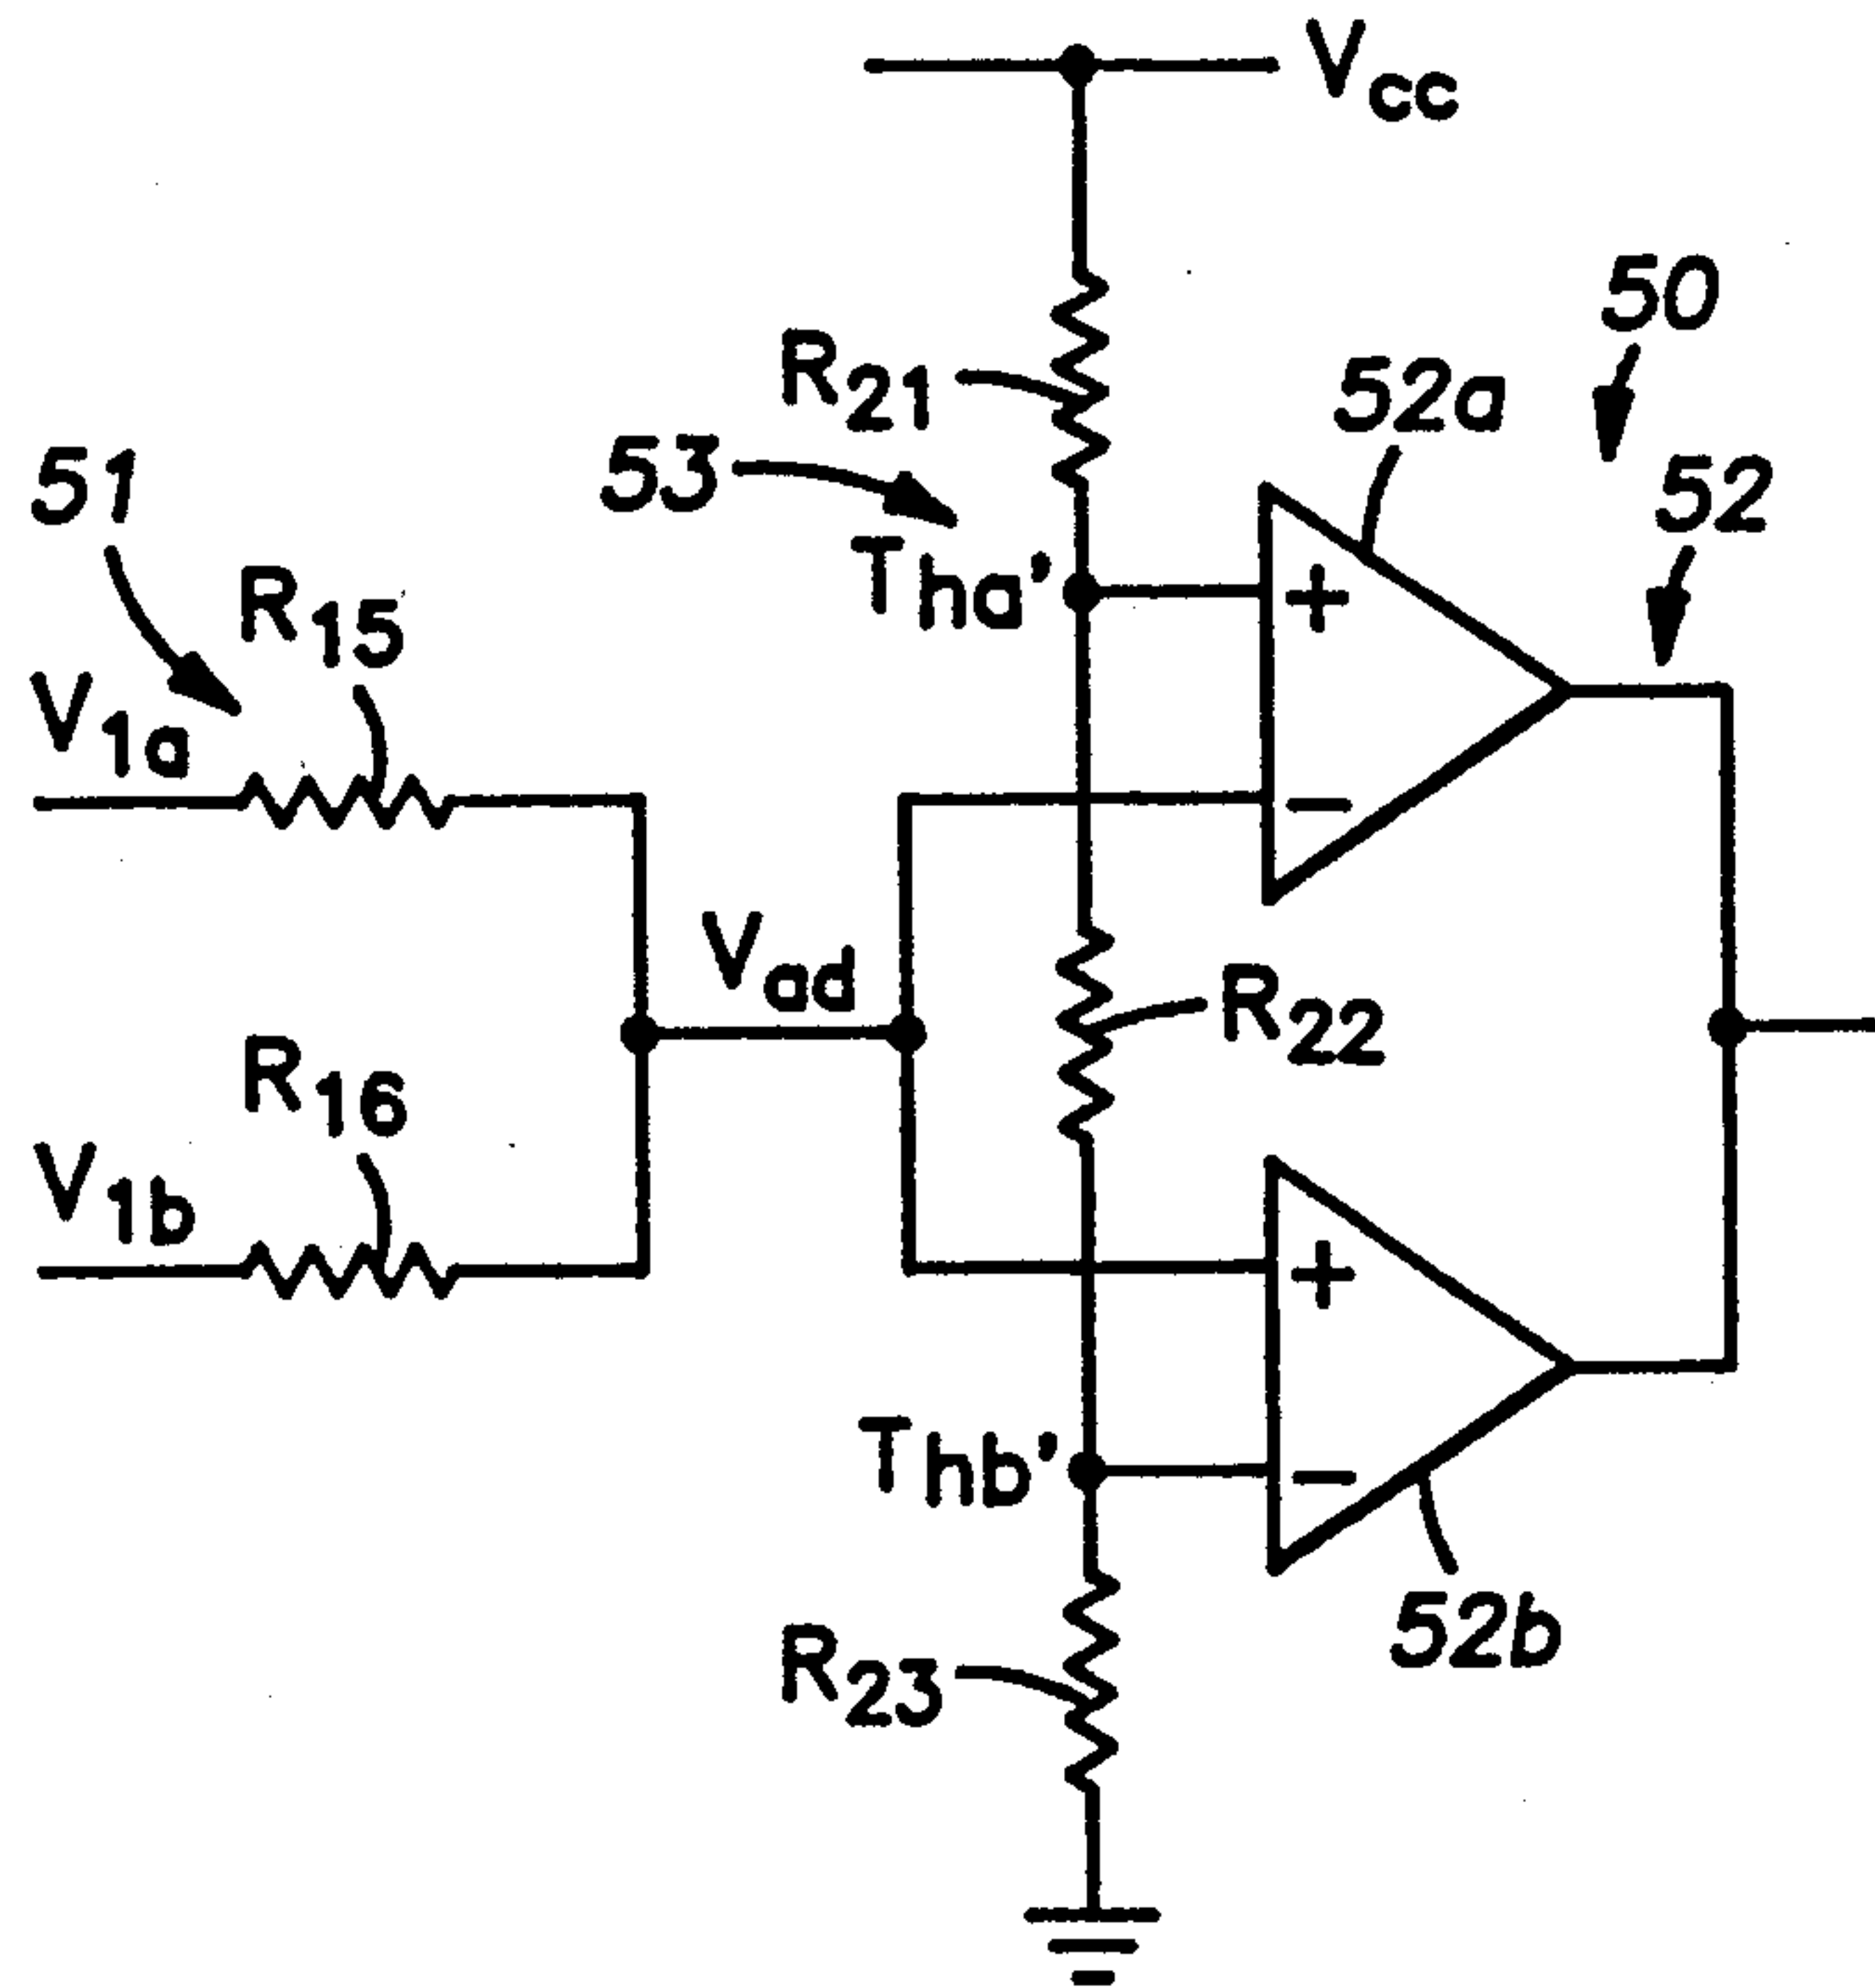 Vcc
50
R21
52a
53
52
51
Tha'
+
R15
V1a
−
Vad
R22
R16
V1b
+
Thb'
−
52b
R23